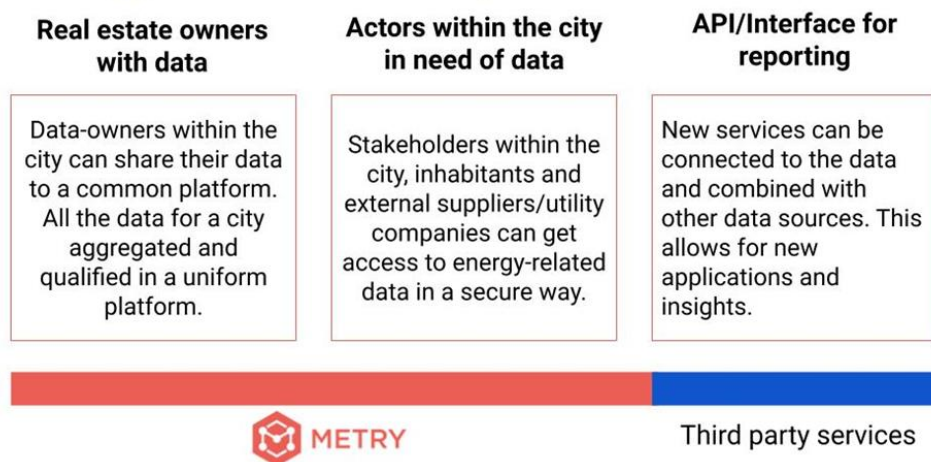 Real estate owners
with data
Data-owners within the
city can share their data
to a common platform.
All the data for a city
aggregated and
qualified in a uniform
platform.
Actors within the city
in need of data
Stakeholders within the
city, inhabitants and
external suppliers/utility
companies can get
access to energy-related
data in a secure way.
API/Interface for
reporting
New services can be
connected to the data
and combined with
other data sources. This
allows for new
applications and
insights.
METRY
Third party services